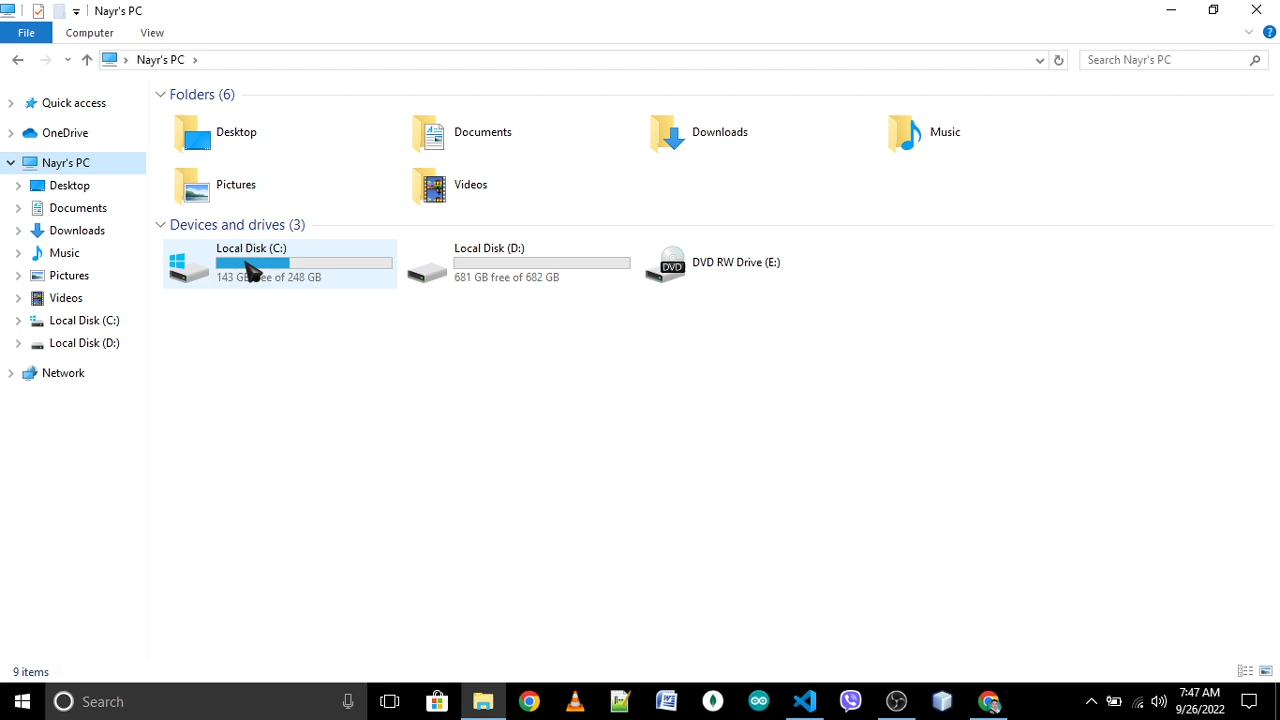 Nayr's PC
File
Computer
View
Nayr's PC
Search Nayr's PC
Quick access
OneDrive
Nayr's PC
Desktop
Documents
Downloads
Music
Pictures
Videos
Local Disk (C:)
Local Disk (D:)
Network
Folders (6)
Desktop
Documents
Downloads
Music
Pictures
Videos
Devices and drives (3)
Local Disk (C:)
143 GB free of 248 GB
Local Disk (D:)
681 GB free of 682 GB
DVD
DVD RW Drive (E:)
9 items
Search
7:47 AM
9/26/2022